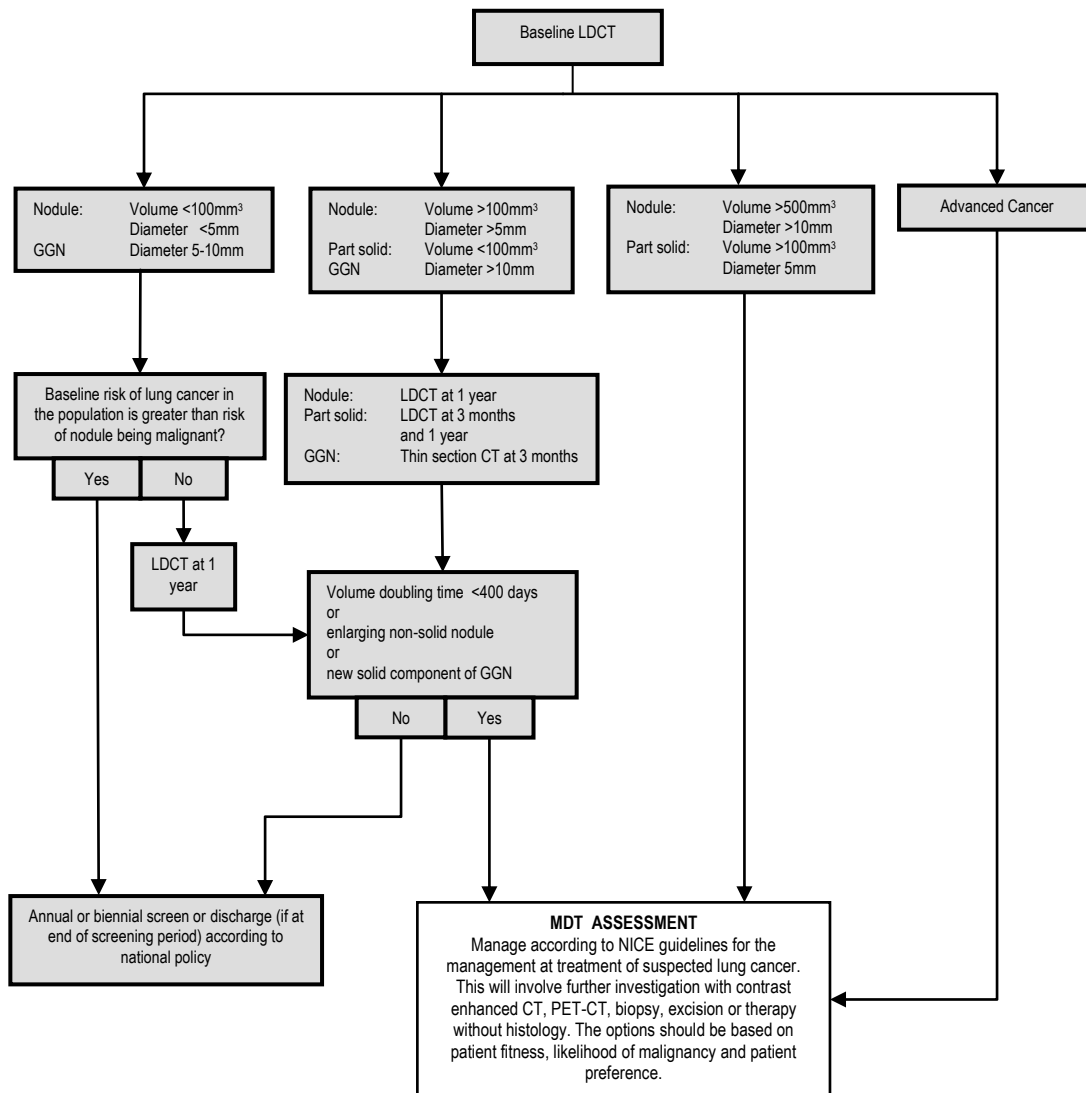 Baseline LDCT
Nodule: Volume <100mm³
Diameter <5mm
GGN Diameter 5-10mm
Nodule: Volume >100mm³
Diameter >5mm
Part solid: Volume <100mm³
GGN Diameter >10mm
Nodule: Volume >500mm³
Diameter >10mm
Part solid: Volume >100mm³
Diameter 5mm
Advanced Cancer
Baseline risk of lung cancer in
the population is greater than risk
of nodule being malignant?
Yes No
Nodule: LDCT at 1 year
Part solid: LDCT at 3 months
and 1 year
GGN: Thin section CT at 3 months
LDCT at 1
year
Volume doubling time <400 days
or
enlarging non-solid nodule
or
new solid component of GGN
No Yes
Annual or biennial screen or discharge (if at
end of screening period) according to
national policy
MDT ASSESSMENT
Manage according to NICE guidelines for the
management at treatment of suspected lung cancer.
This will involve further investigation with contrast
enhanced CT, PET-CT, biopsy, excision or therapy
without histology. The options should be based on
patient fitness, likelihood of malignancy and patient
preference.